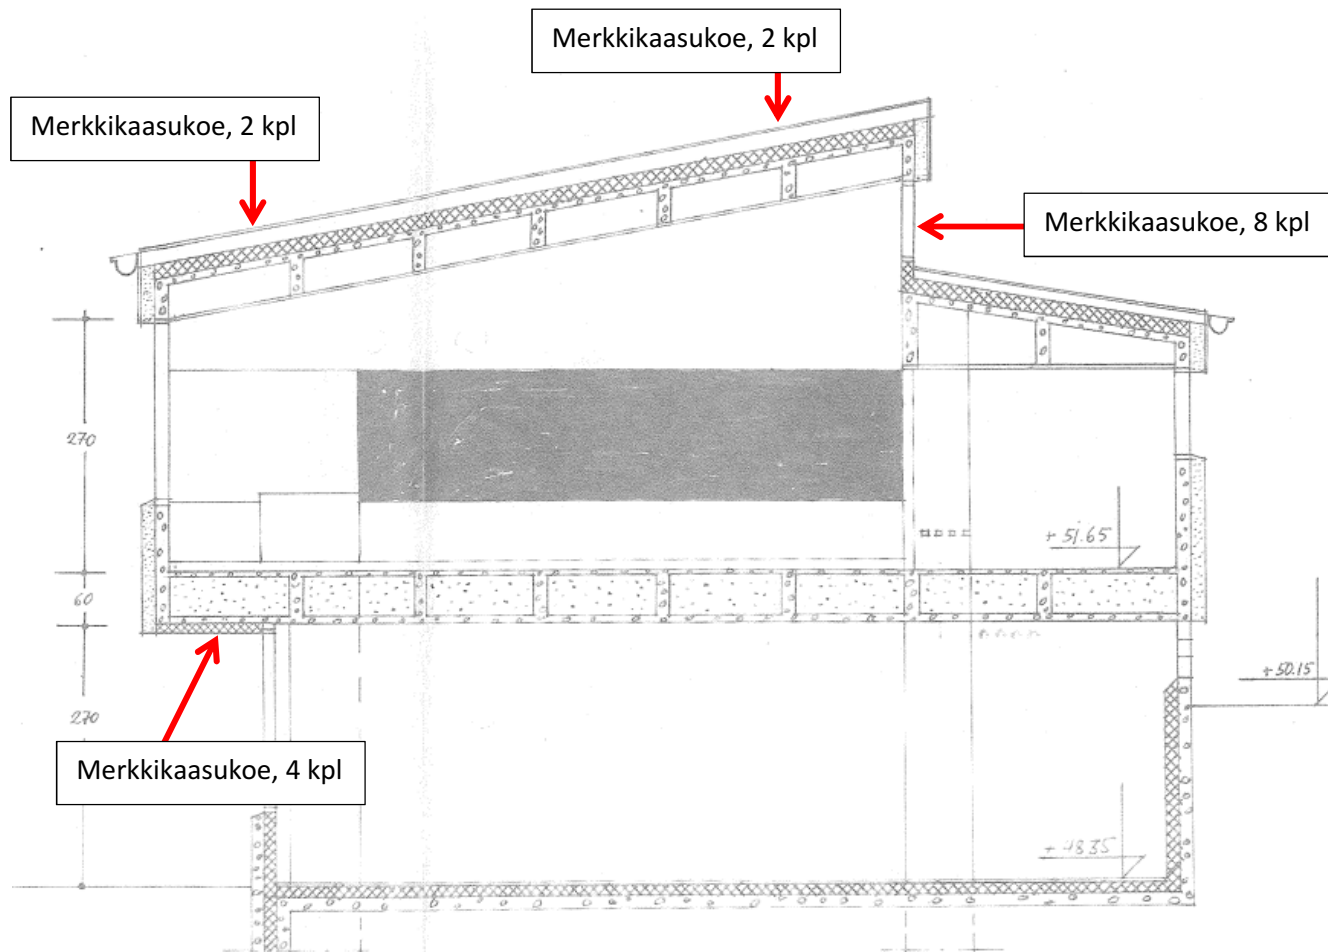 Merkkikaasukoe, 2 kpl
Merkkikaasukoe, 2 kpl
Merkkikaasukoe, 8 kpl
270
+ 51.65
60
+50.15
270
Merkkikaasukoe, 4 kpl
+ 48.35